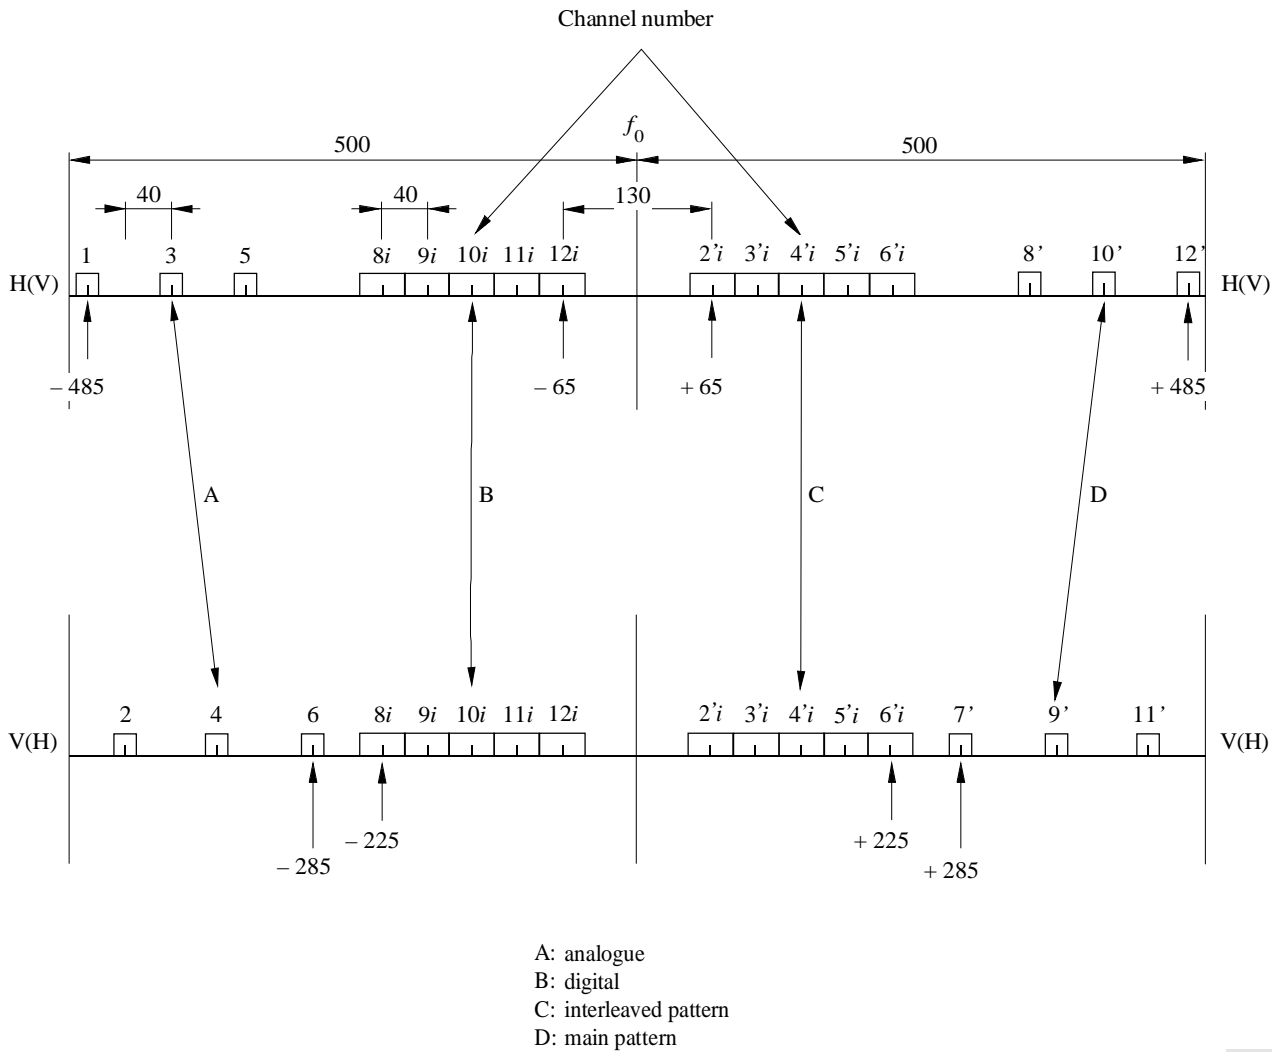 Channel number
f0
500 500
40 40 130
1 3 5 8i 9i 10i 11i 12i 2’i 3’i 4’i 5’i 6’i 8’ 10’ 12’
H(V) H(V)
– 485 – 65 + 65 + 485
A B C D
2 4 6 8i 9i 10i 11i 12i 2’i 3’i 4’i 5’i 6’i 7’ 9’ 11’
V(H) V(H)
– 225 + 225
– 285 + 285
A: analogue
B: digital
C: interleaved pattern
D: main pattern